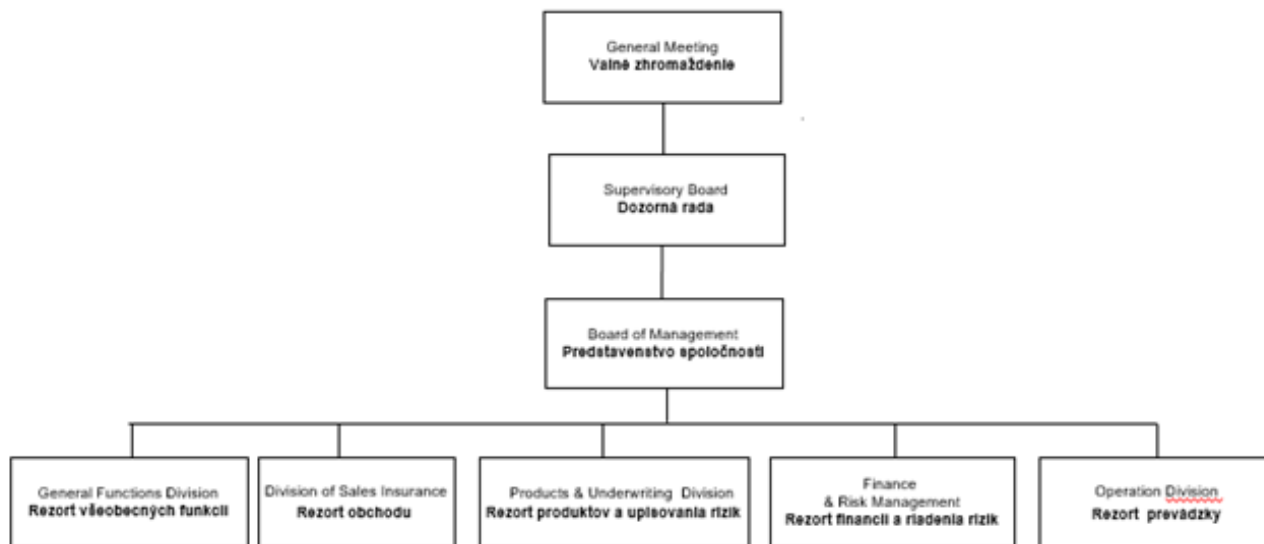 General Meeting
Valné zhromaždenie
Supervisory Board
Dozorná rada
Board of Management
Predstavenstvo spoločnosti
General Functions Division
Rezort všeobecných funkcií
Division of Sales Insurance
Rezort obchodu
Products & Underwriting Division
Rezort produktov a upisovania rizík
Finance
& Risk Management
Rezort financií a riadenia rizík
Operation Division
Rezort prevádzky